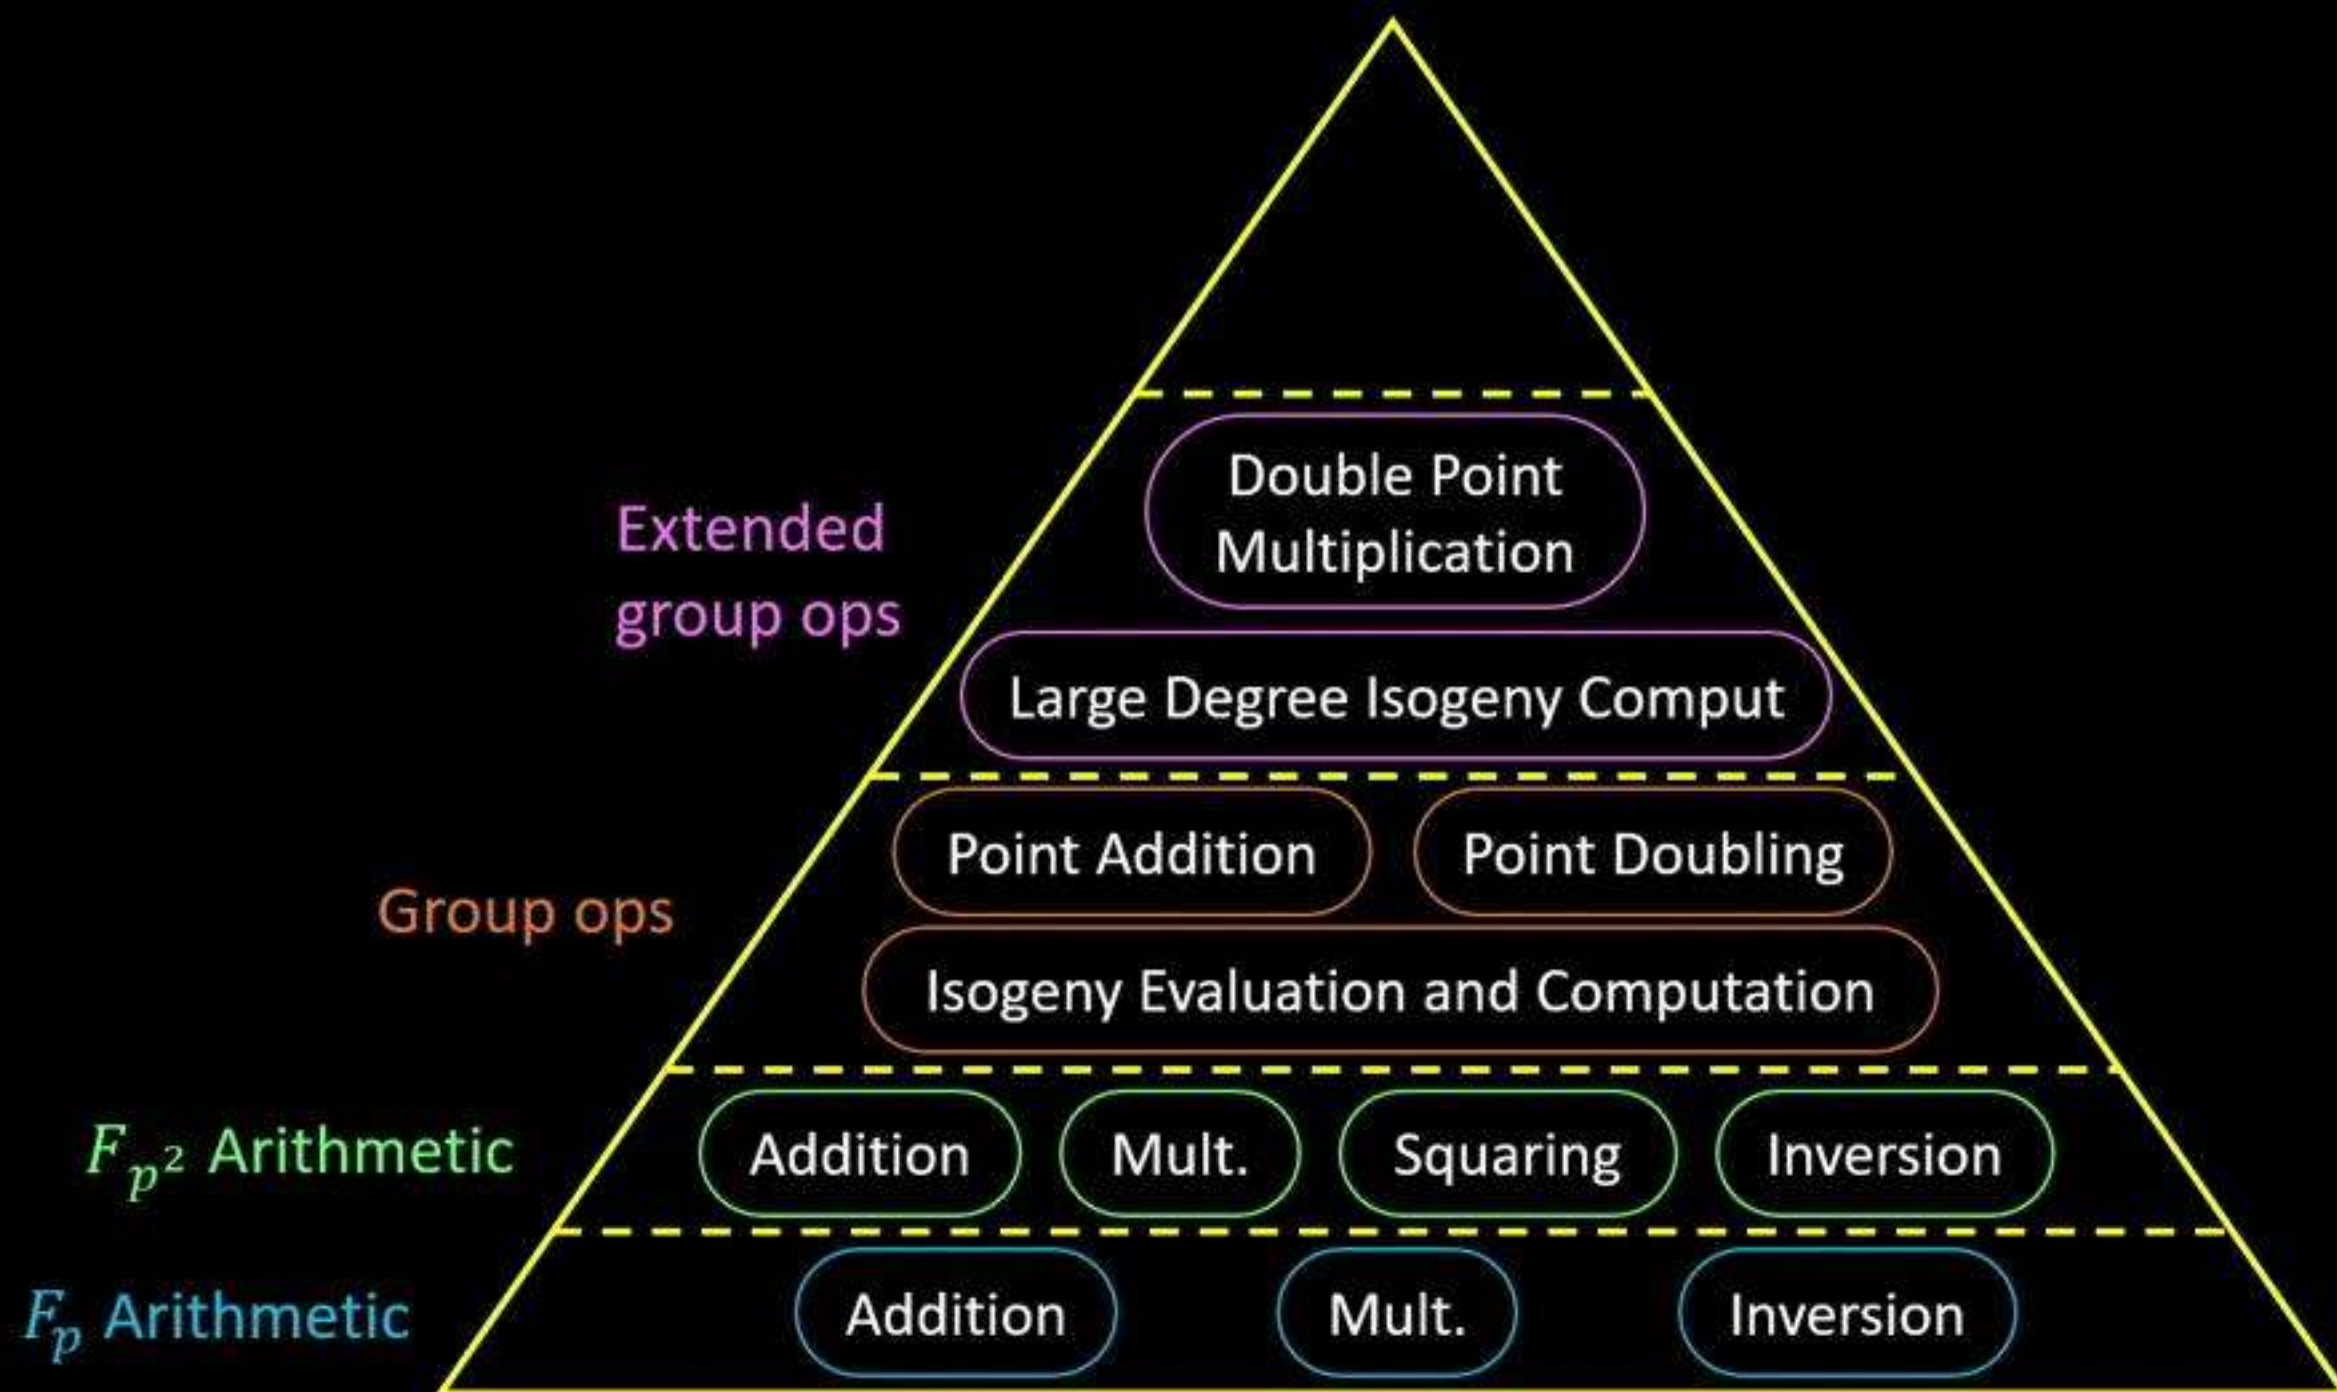 Double Point
Multiplication
Extended
group ops
Large Degree Isogeny Comput
Point Addition Point Doubling
Group ops
Isogeny Evaluation and Computation
F_{p^2} Arithmetic Addition Mult. Squaring Inversion
F_p Arithmetic Addition Mult. Inversion